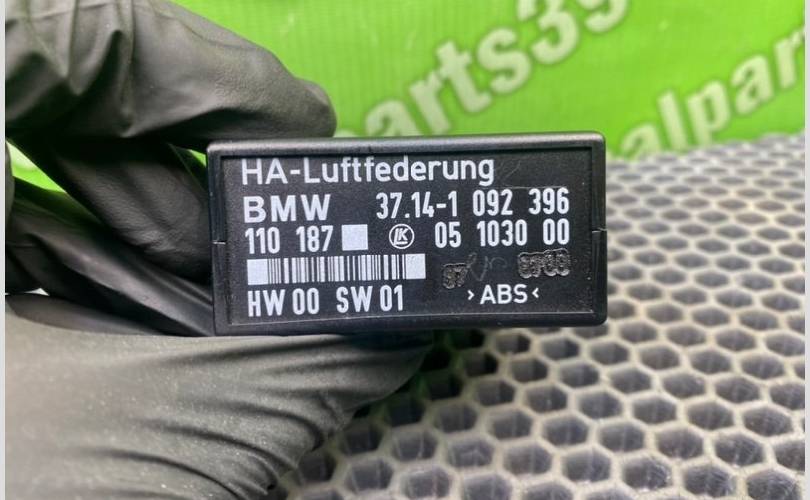 HA-Luftfederung
BMW 37.14-1 092 396
110 187 LK 05 1030 00
HW 00 SW 01
>ABS<
arts39
alpar